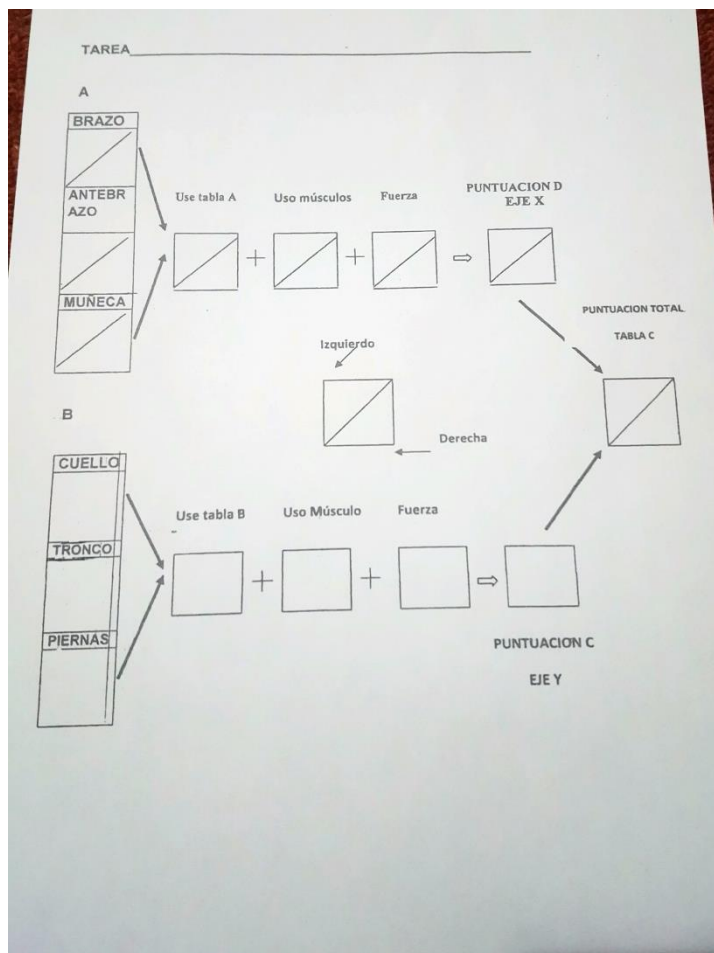 TAREA
A
BRAZO
ANTEBR
AZO
MUÑECA
Use tabla A
Uso músculos
Fuerza
PUNTUACION D
EJE X
PUNTUACION TOTAL
TABLA C
Izquierdo
Derecha
B
CUELLO
TRONCO
PIERNAS
Use tabla B
Uso Músculo
Fuerza
PUNTUACION C
EJE Y